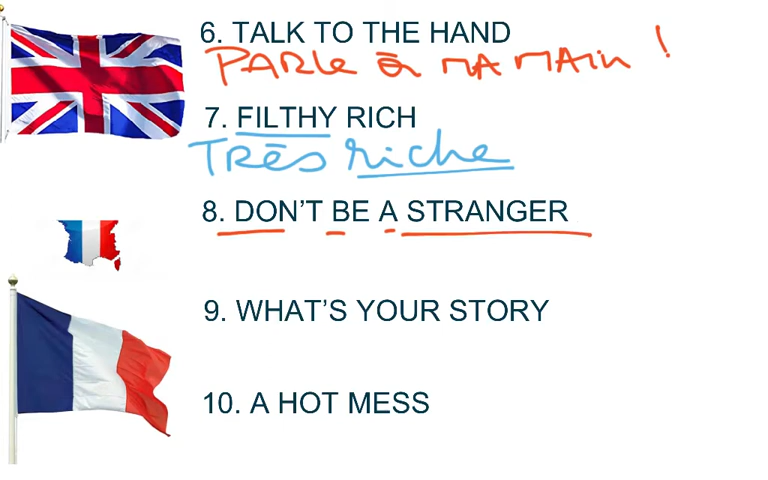 6. TALK TO THE HAND
PARle à MA MAin !
7. FILTHY RICH
TRès riche
8. DON'T BE A STRANGER
9. WHAT'S YOUR STORY
10. A HOT MESS